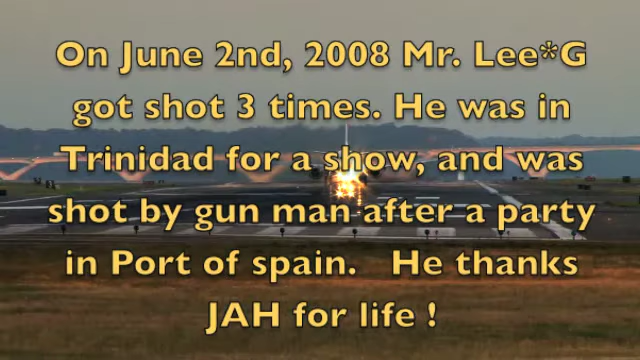 On June 2nd, 2008 Mr. Lee*G
got shot 3 times. He was in
Trinidad for a show, and was
shot by gun man after a party
in Port of spain. He thanks
JAH for life !